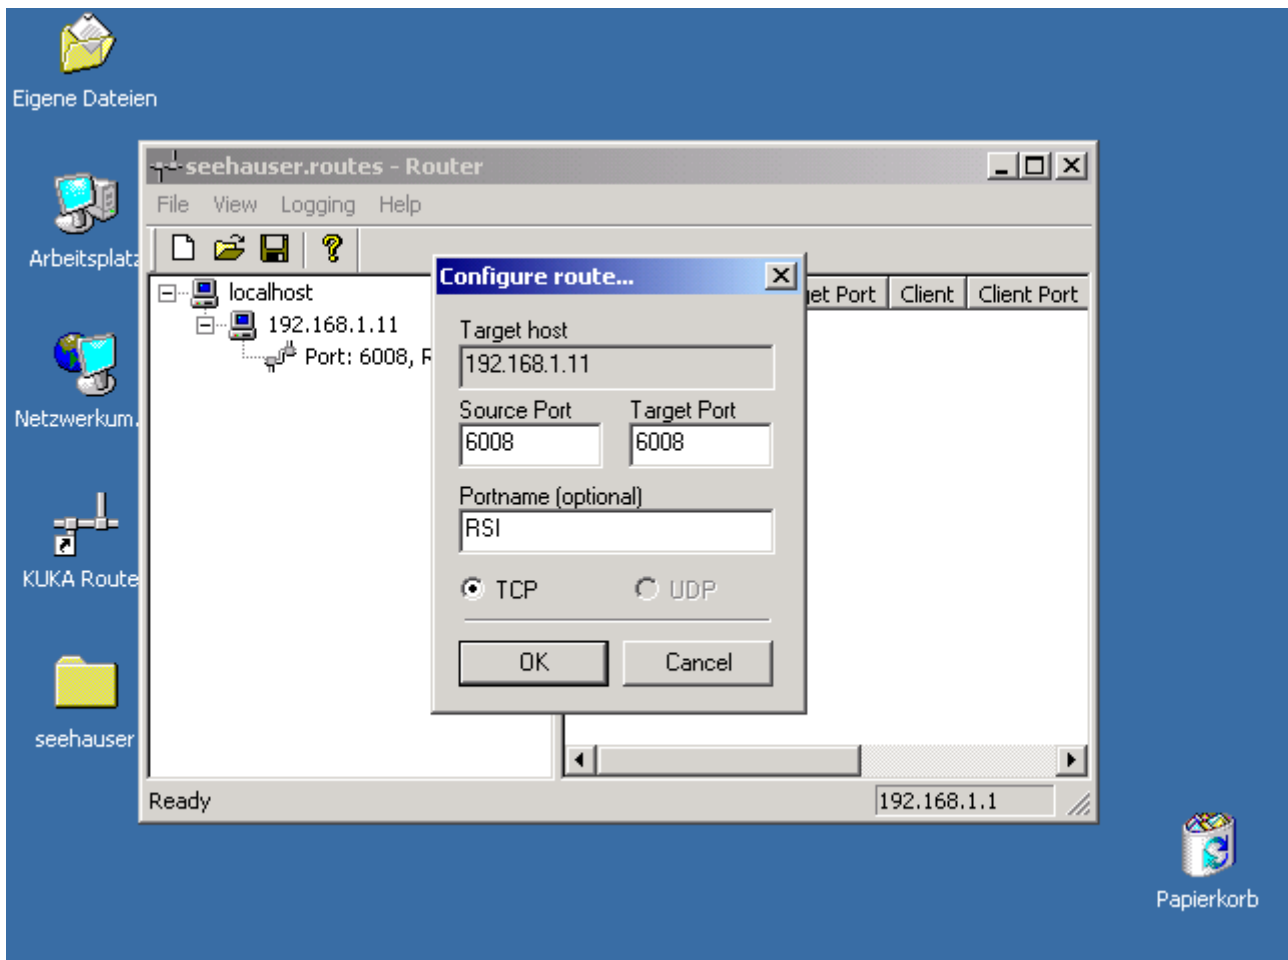 Eigene Dateien
seehauser.routes - Router
File View Logging Help
Arbeitsplatz
Configure route...
localhost
get Port Client Client Port
192.168.1.11
Port: 6008,
Target host
192.168.1.11
Source Port Target Port
6008 6008
Netzwerkum.
Portname (optional)
RSI
KUKA Route
TCP UDP
OK Cancel
seehauser
Ready
192.168.1.1
Papierkorb